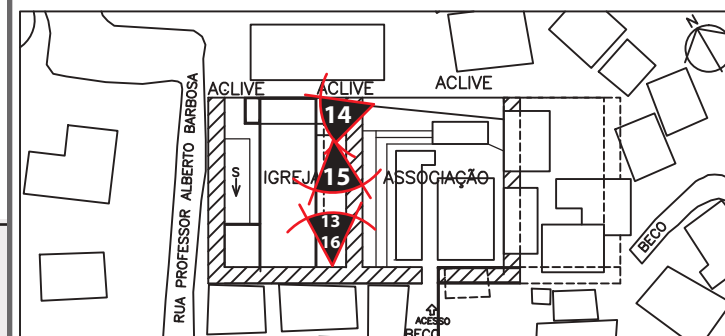 N
ACLIVE
ACLIVE
ACLIVE
RUA PROFESSOR ALBERTO BARBOSA
14
S
IGREJA
15
ASSOCIAÇÃO
13
16
BECO
ACESSO
BECO